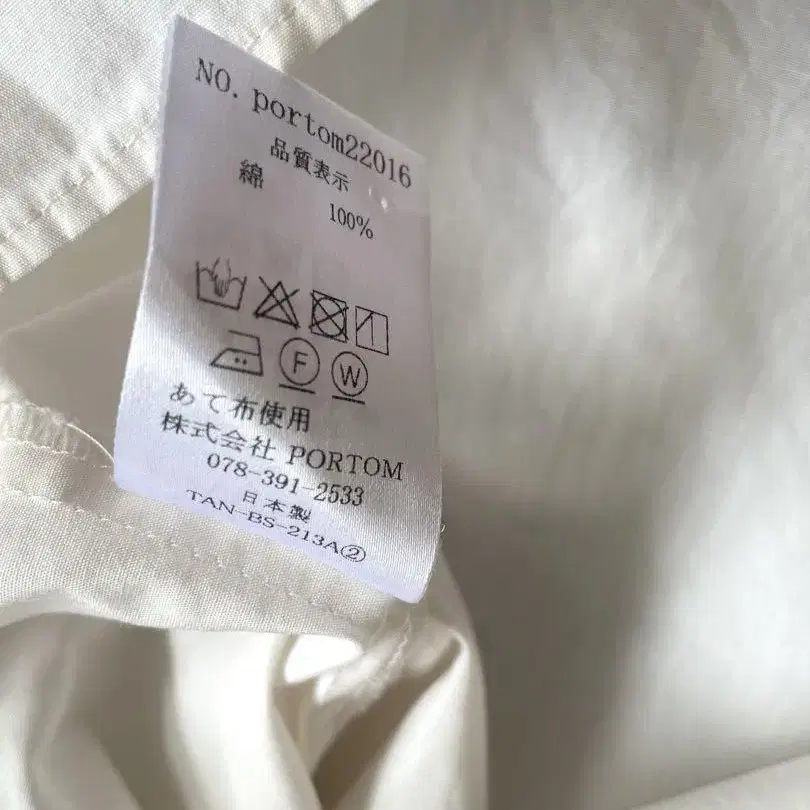 NO. portom22016
品質表示
綿 100%
F W
あて布使用
株式会社 PORTOM
078-391-2533
日本製
TAN-BS-213A②